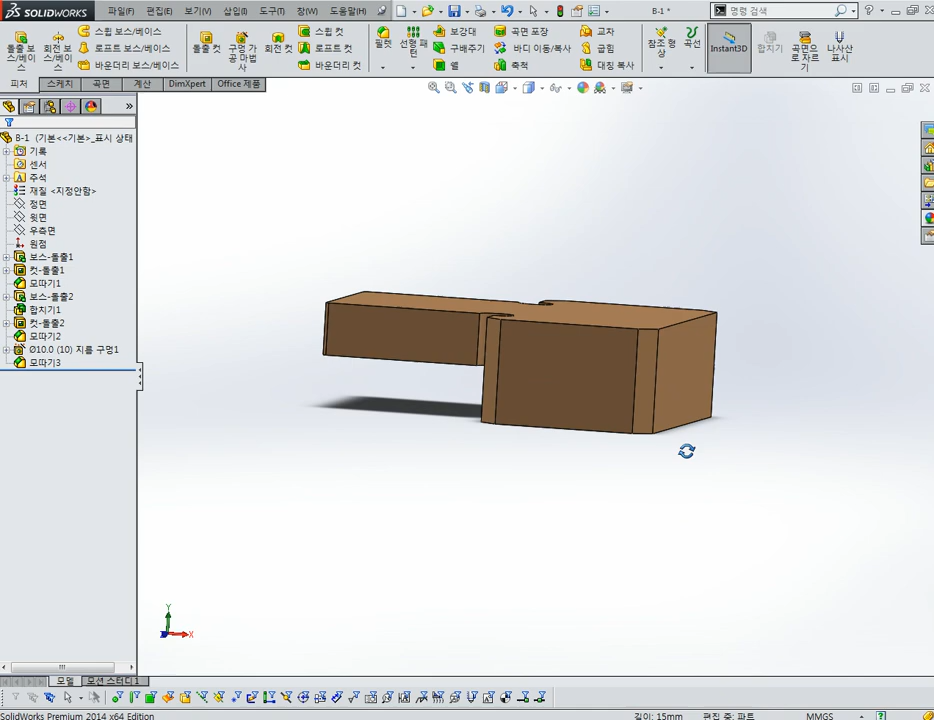 SOLIDWORKS 파일(F) 편집(E) 보기(V) 삽입(I) 도구(T) 창(W) 도움말(H) B-1 * 명령 검색
돌출 보스/베이스
회전 보스/베이스
스윕 보스/베이스
로프트 보스/베이스
바운더리 보스/베이스
돌출 컷
구멍 가공 마법사
회전 컷
스윕 컷
로프트 컷
바운더리 컷
필렛
선형 패턴
보강대
구배주기
쉘
곡면 포장
바디 이동/복사
축적
교차
굽힘
대칭 복사
참조 형상
곡선
Instant3D
합치기
곡면으로 자르기
나사산 표시
피처 스케치 곡면 계산 DimXpert Office 제품
B-1 (기본<<기본>_표시 상태
기록
센서
주석
재질 <지정안함>
정면
윗면
우측면
원점
보스-돌출1
컷-돌출1
모따기1
보스-돌출2
합치기1
컷-돌출2
모따기2
Ø10.0 (10) 지름 구멍1
모따기3
Y
X
모델 모션 스터디 1
SolidWorks Premium 2014 x64 Edition 길이: 15mm 편집 중: 파트 MMGS